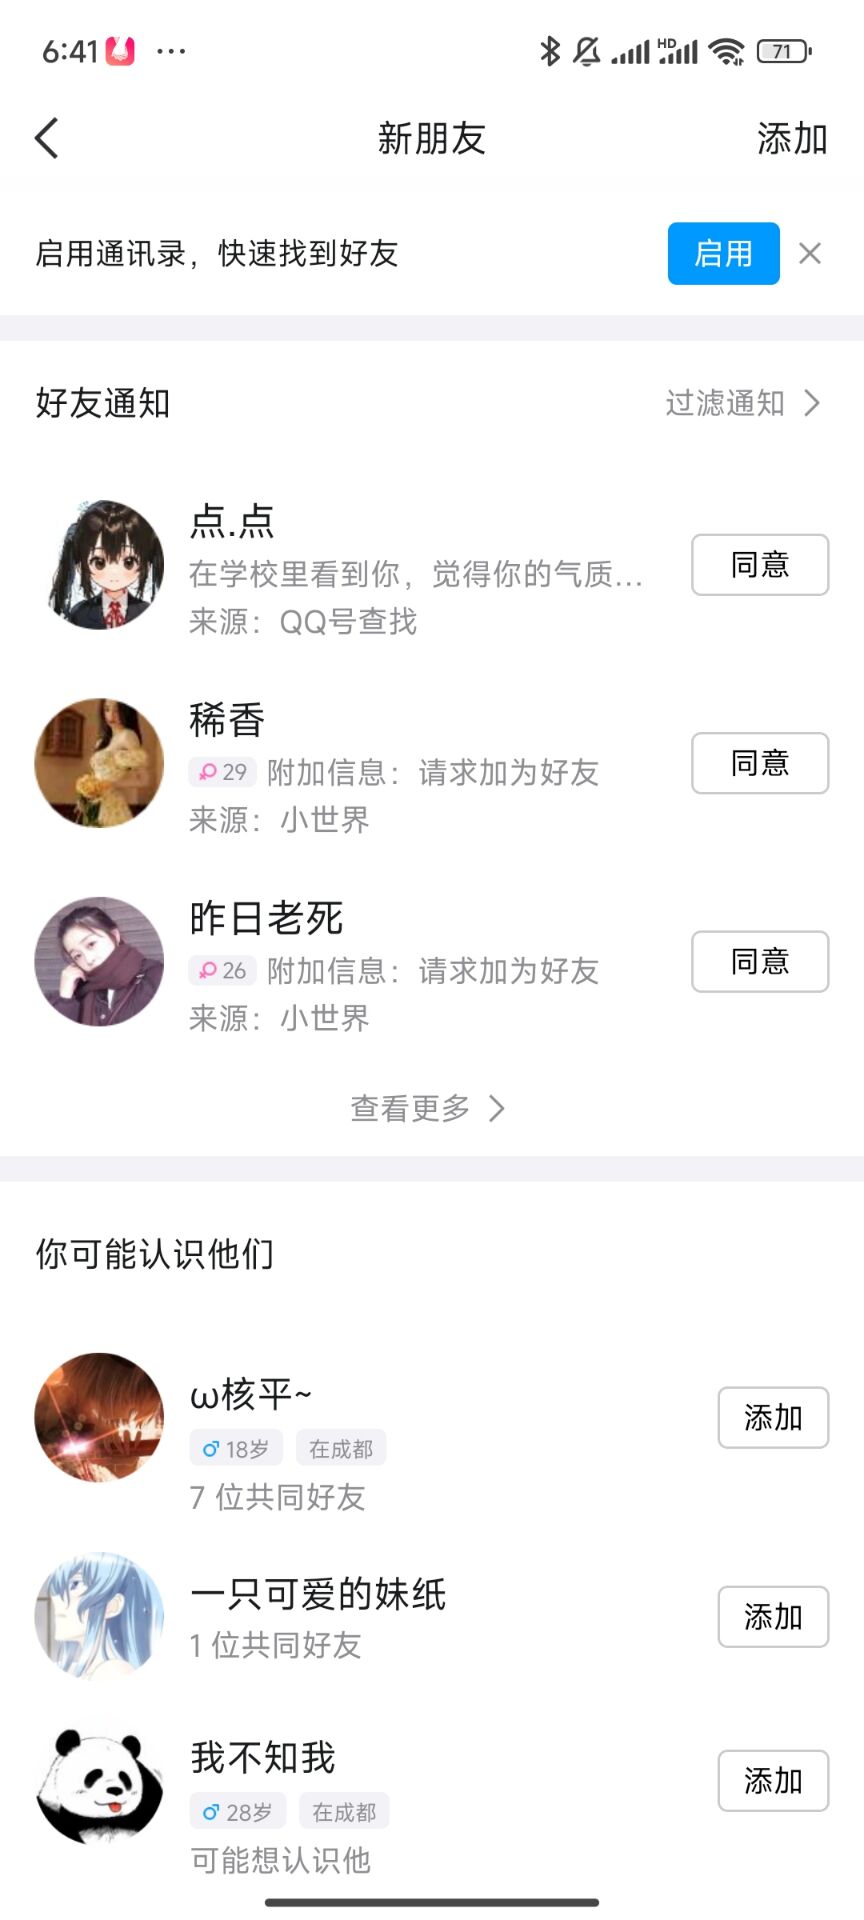 6:41 ...
HD 71
新朋友 添加
启用通讯录，快速找到好友 启用
好友通知 过滤通知
点.点
在学校里看到你，觉得你的气质... 同意
来源：QQ号查找
稀香
29 附加信息：请求加为好友 同意
来源：小世界
昨日老死
26 附加信息：请求加为好友 同意
来源：小世界
查看更多
你可能认识他们
ω核平~
18岁 在成都 添加
7 位共同好友
一只可爱的妹纸 添加
1 位共同好友
我不知我
28岁 在成都 添加
可能想认识他